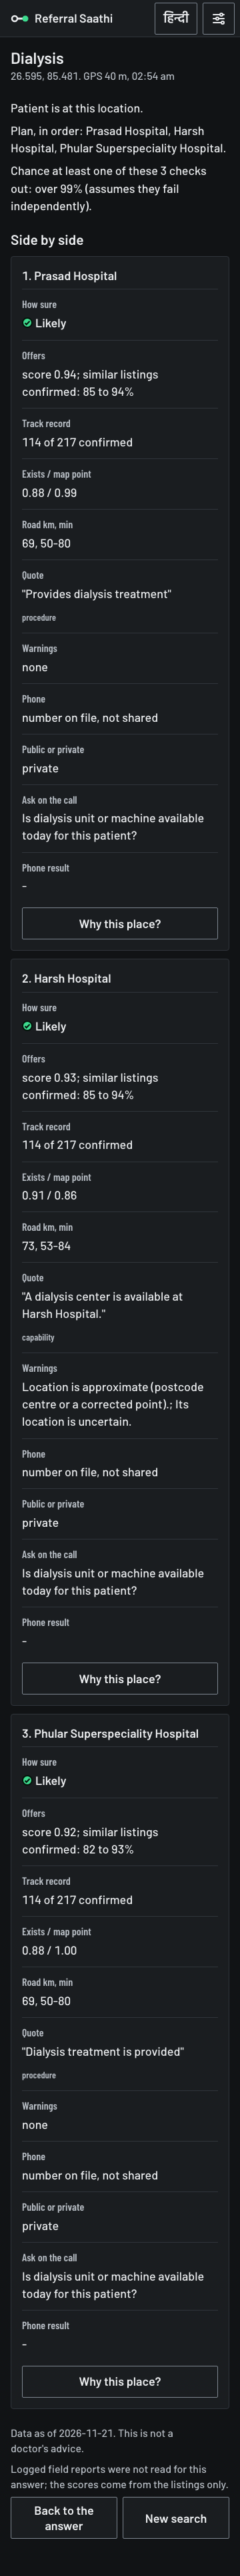 Referral Saathi
हिन्दी
Dialysis
26.595, 85.481. GPS 40 m, 02:54 am
Patient is at this location.
Plan, in order: Prasad Hospital, Harsh
Hospital, Phular Superspeciality Hospital.
Chance at least one of these 3 checks
out: over 99% (assumes they fail
independently).
Side by side
1. Prasad Hospital
How sure
Likely
Offers
score 0.94; similar listings
confirmed: 85 to 94%
Track record
114 of 217 confirmed
Exists / map point
0.88 / 0.99
Road km, min
69, 50-80
Quote
"Provides dialysis treatment"
procedure
Warnings
none
Phone
number on file, not shared
Public or private
private
Ask on the call
Is dialysis unit or machine available
today for this patient?
Phone result
-
Why this place?
2. Harsh Hospital
How sure
Likely
Offers
score 0.93; similar listings
confirmed: 85 to 94%
Track record
114 of 217 confirmed
Exists / map point
0.91 / 0.86
Road km, min
73, 53-84
Quote
"A dialysis center is available at
Harsh Hospital."
capability
Warnings
Location is approximate (postcode
centre or a corrected point).; Its
location is uncertain.
Phone
number on file, not shared
Public or private
private
Ask on the call
Is dialysis unit or machine available
today for this patient?
Phone result
-
Why this place?
3. Phular Superspeciality Hospital
How sure
Likely
Offers
score 0.92; similar listings
confirmed: 82 to 93%
Track record
114 of 217 confirmed
Exists / map point
0.88 / 1.00
Road km, min
69, 50-80
Quote
"Dialysis treatment is provided"
procedure
Warnings
none
Phone
number on file, not shared
Public or private
private
Ask on the call
Is dialysis unit or machine available
today for this patient?
Phone result
-
Why this place?
Data as of 2026-11-21. This is not a
doctor's advice.
Logged field reports were not read for this
answer; the scores come from the listings only.
Back to the
answer
New search